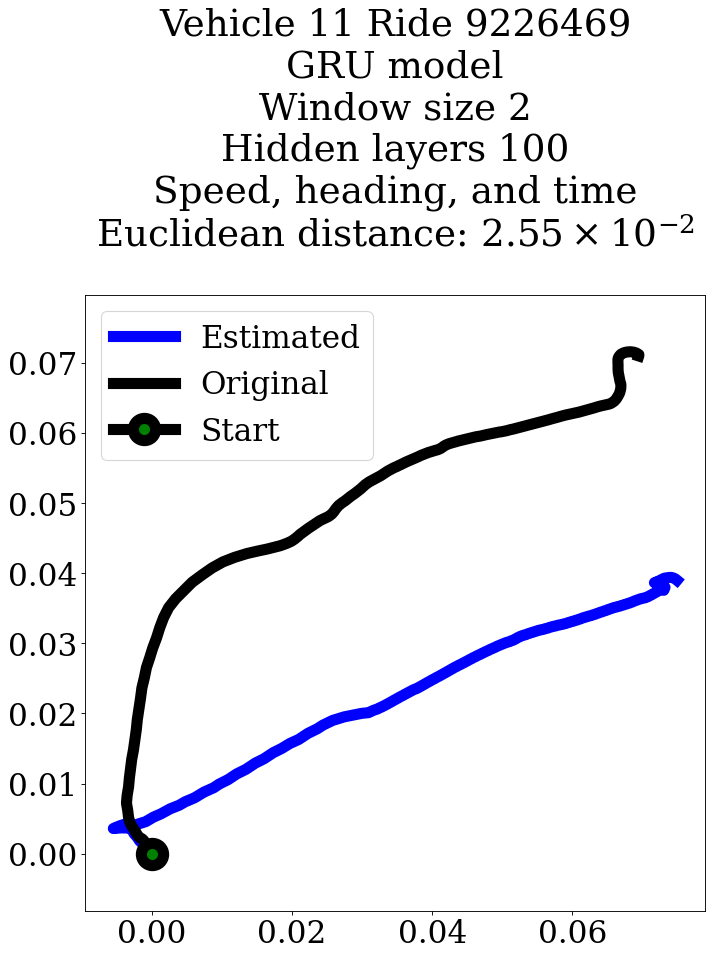 Vehicle 11 Ride 9226469
GRU model
Window size 2
Hidden layers 100
Speed, heading, and time
Euclidean distance: 2.55 × 10⁻²
Estimated
Original
Start
0.07
0.06
0.05
0.04
0.03
0.02
0.01
0.00
0.00 0.02 0.04 0.06